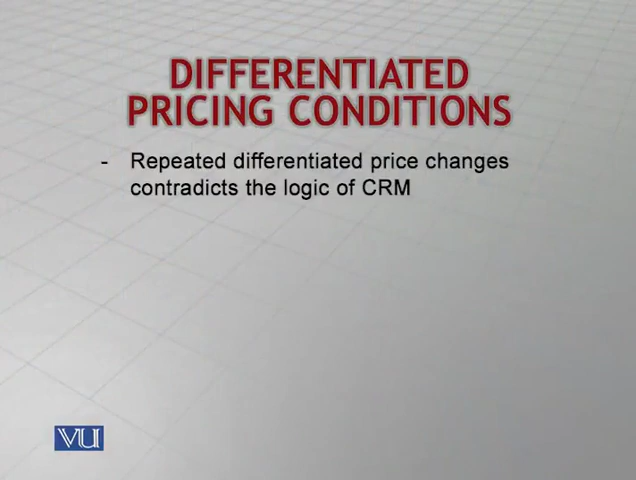 DIFFERENTIATED
PRICING CONDITIONS
- Repeated differentiated price changes
contradicts the logic of CRM
VU